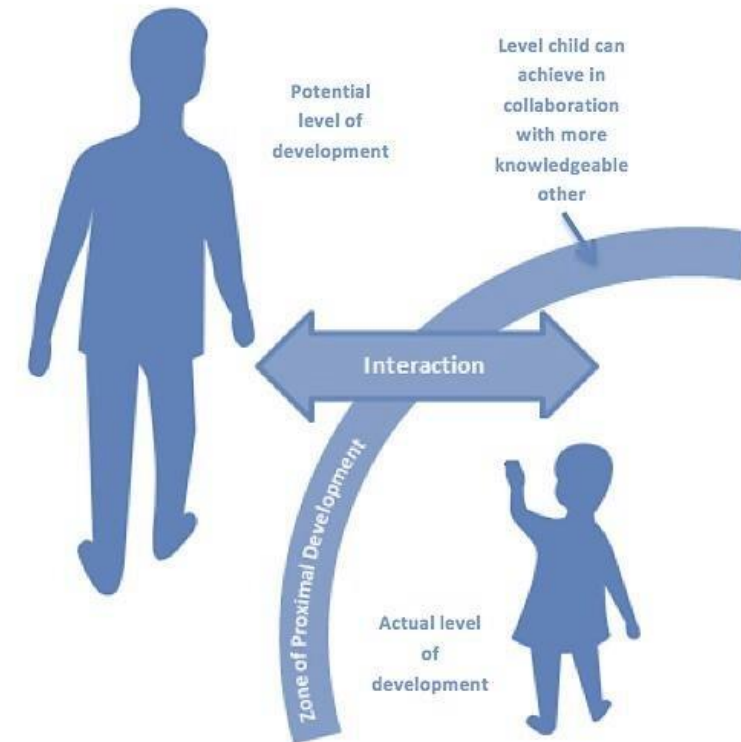 Potential
level of
development
Level child can
achieve in
collaboration
with more
knowledgeable
other
Interaction
Zone of Proximal Development
Actual level
of
development